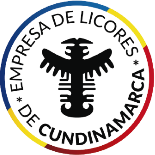 EMPRESA DE LICORES
* DE CUNDINAMARCA *